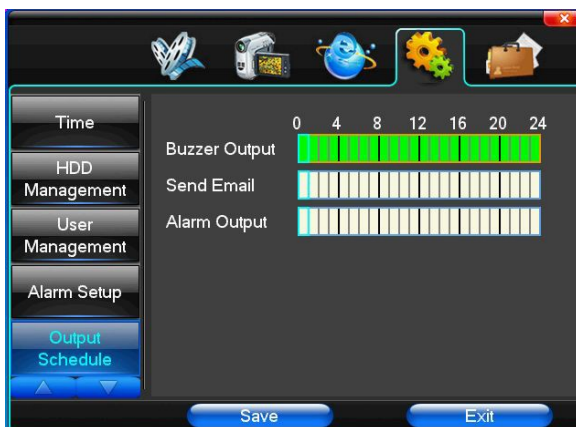 Time
HDD
Management
User
Management
Alarm Setup
Output
Schedule
0 4 8 12 16 20 24
Buzzer Output
Send Email
Alarm Output
Save
Exit